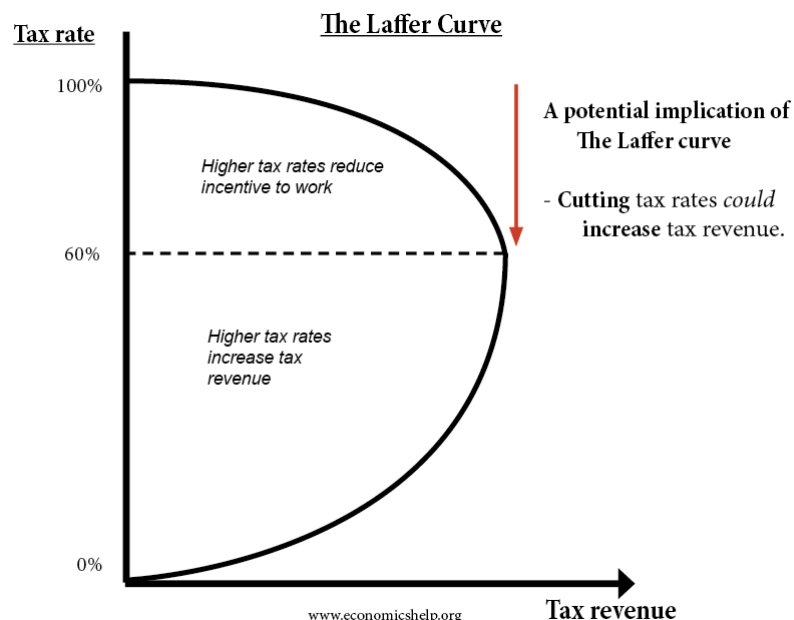 The Laffer Curve
Tax rate
100%
A potential implication of
The Laffer curve
Higher tax rates reduce
incentive to work
- Cutting tax rates could
increase tax revenue.
60%
Higher tax rates
increase tax
revenue
0%
www.economicshelp.org
Tax revenue